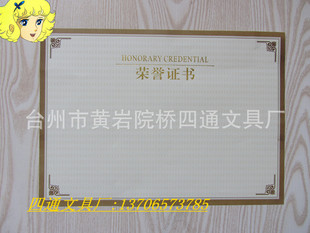 HONORARY CREDENTIAL
荣誉证书
台州市黄岩院桥四通文具厂
四通文具厂:13706573785